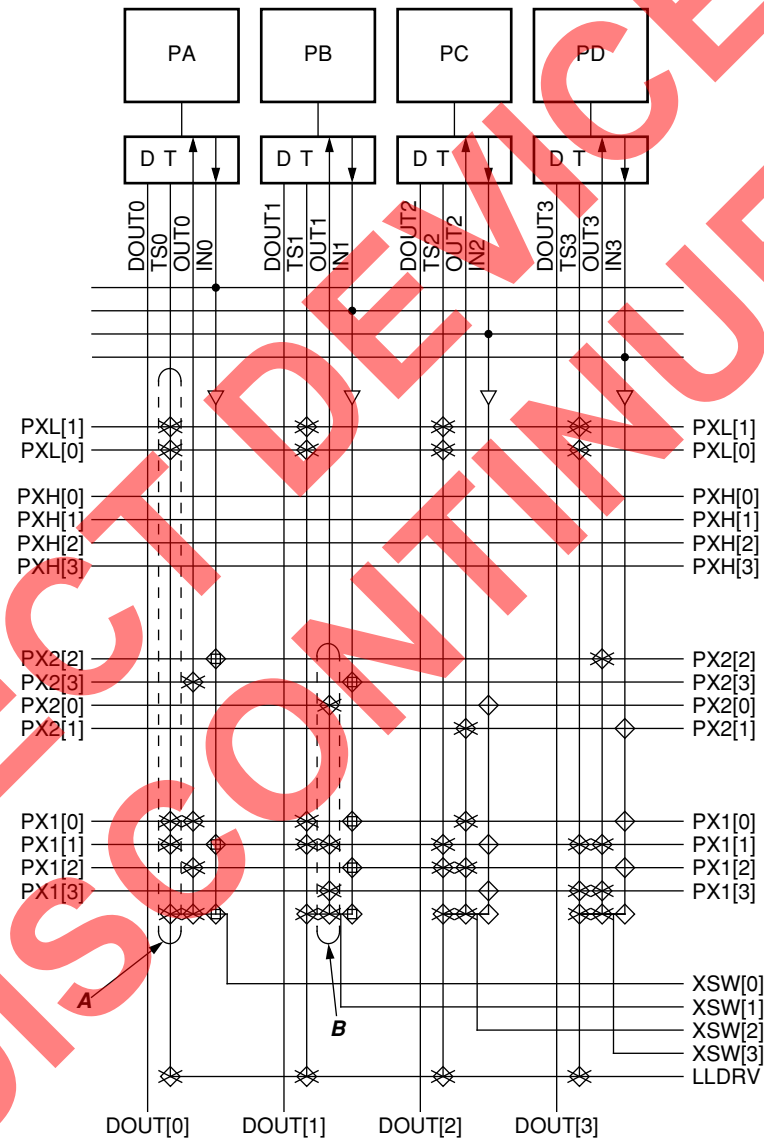 PA PB PC PD
D T D T D T D T
DOUT0 TS0 OUT0 IN0 DOUT1 TS1 OUT1 IN1 DOUT2 TS2 OUT2 IN2 DOUT3 TS3 OUT3 IN3
PXL[1] PXL[1]
PXL[0] PXL[0]
PXH[0] PXH[0]
PXH[1] PXH[1]
PXH[2] PXH[2]
PXH[3] PXH[3]
PX2[2] PX2[2]
PX2[3] PX2[3]
PX2[0] PX2[0]
PX2[1] PX2[1]
PX1[0] PX1[0]
PX1[1] PX1[1]
PX1[2] PX1[2]
PX1[3] PX1[3]
A
B
XSW[0]
XSW[1]
XSW[2]
XSW[3]
LLDRV
DOUT[0] DOUT[1] DOUT[2] DOUT[3]
ECT DEVICE
DISCONTINUE